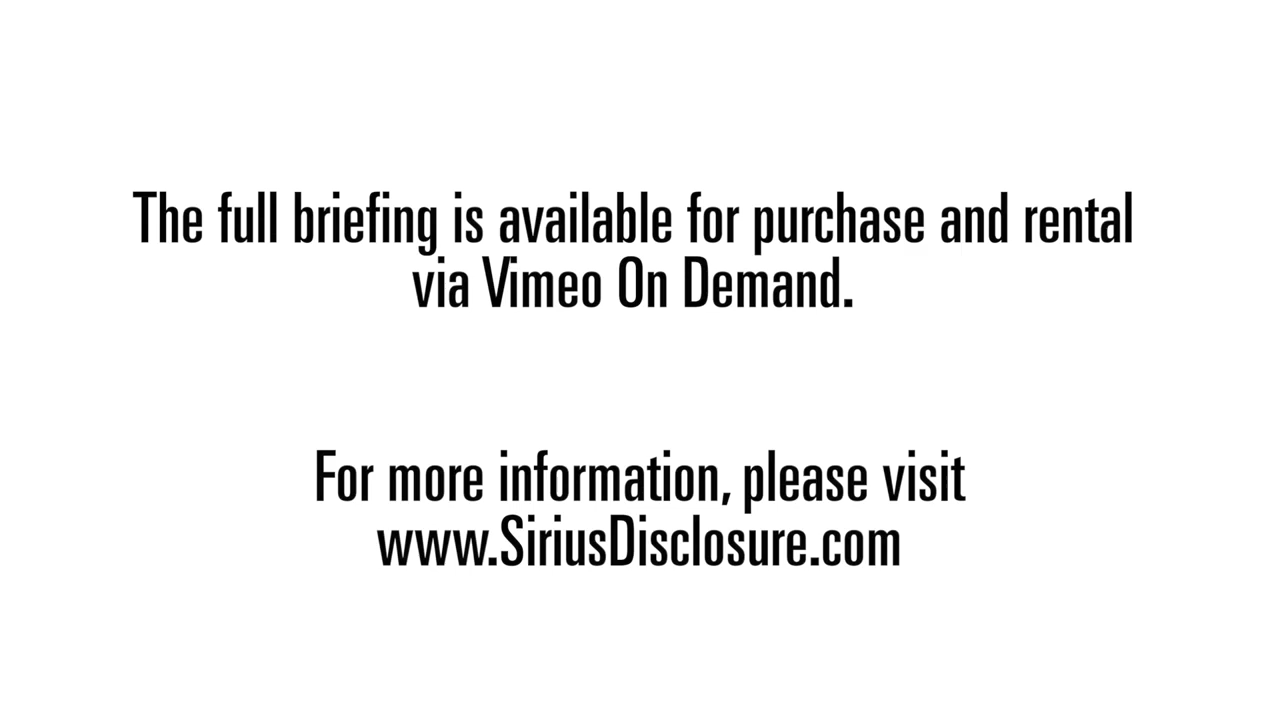 The full briefing is available for purchase and rental
via Vimeo On Demand.
For more information, please visit
www.SiriusDisclosure.com